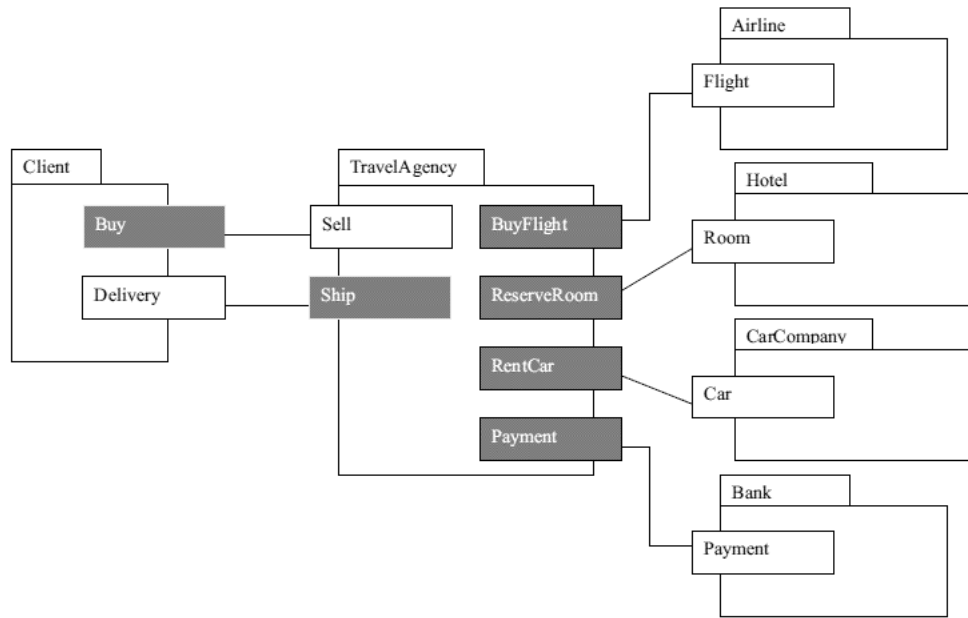 Client
Buy
Delivery
TravelAgency
Sell
Ship
BuyFlight
ReserveRoom
RentCar
Payment
Airline
Flight
Hotel
Room
CarCompany
Car
Bank
Payment